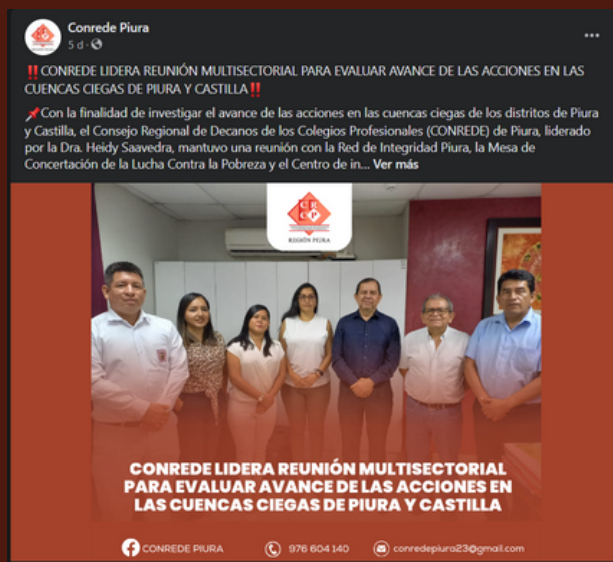 Conrede Piura
5 d
‼️CONREDE LIDERA REUNIÓN MULTISECTORIAL PARA EVALUAR AVANCE DE LAS ACCIONES EN LAS
CUENCAS CIEGAS DE PIURA Y CASTILLA‼️
📌Con la finalidad de investigar el avance de las acciones en las cuencas ciegas de los distritos de Piura
y Castilla, el Consejo Regional de Decanos de los Colegios Profesionales (CONREDE) de Piura, liderado
por la Dra. Heidy Saavedra, mantuvo una reunión con la Red de Integridad Piura, la Mesa de
Concertación de la Lucha Contra la Pobreza y el Centro de in... Ver más
C R
C P
REGIÓN PIURA
CONREDE LIDERA REUNIÓN MULTISECTORIAL
PARA EVALUAR AVANCE DE LAS ACCIONES EN
LAS CUENCAS CIEGAS DE PIURA Y CASTILLA
CONREDE PIURA
976 604 140
conredepiura23@gmail.com